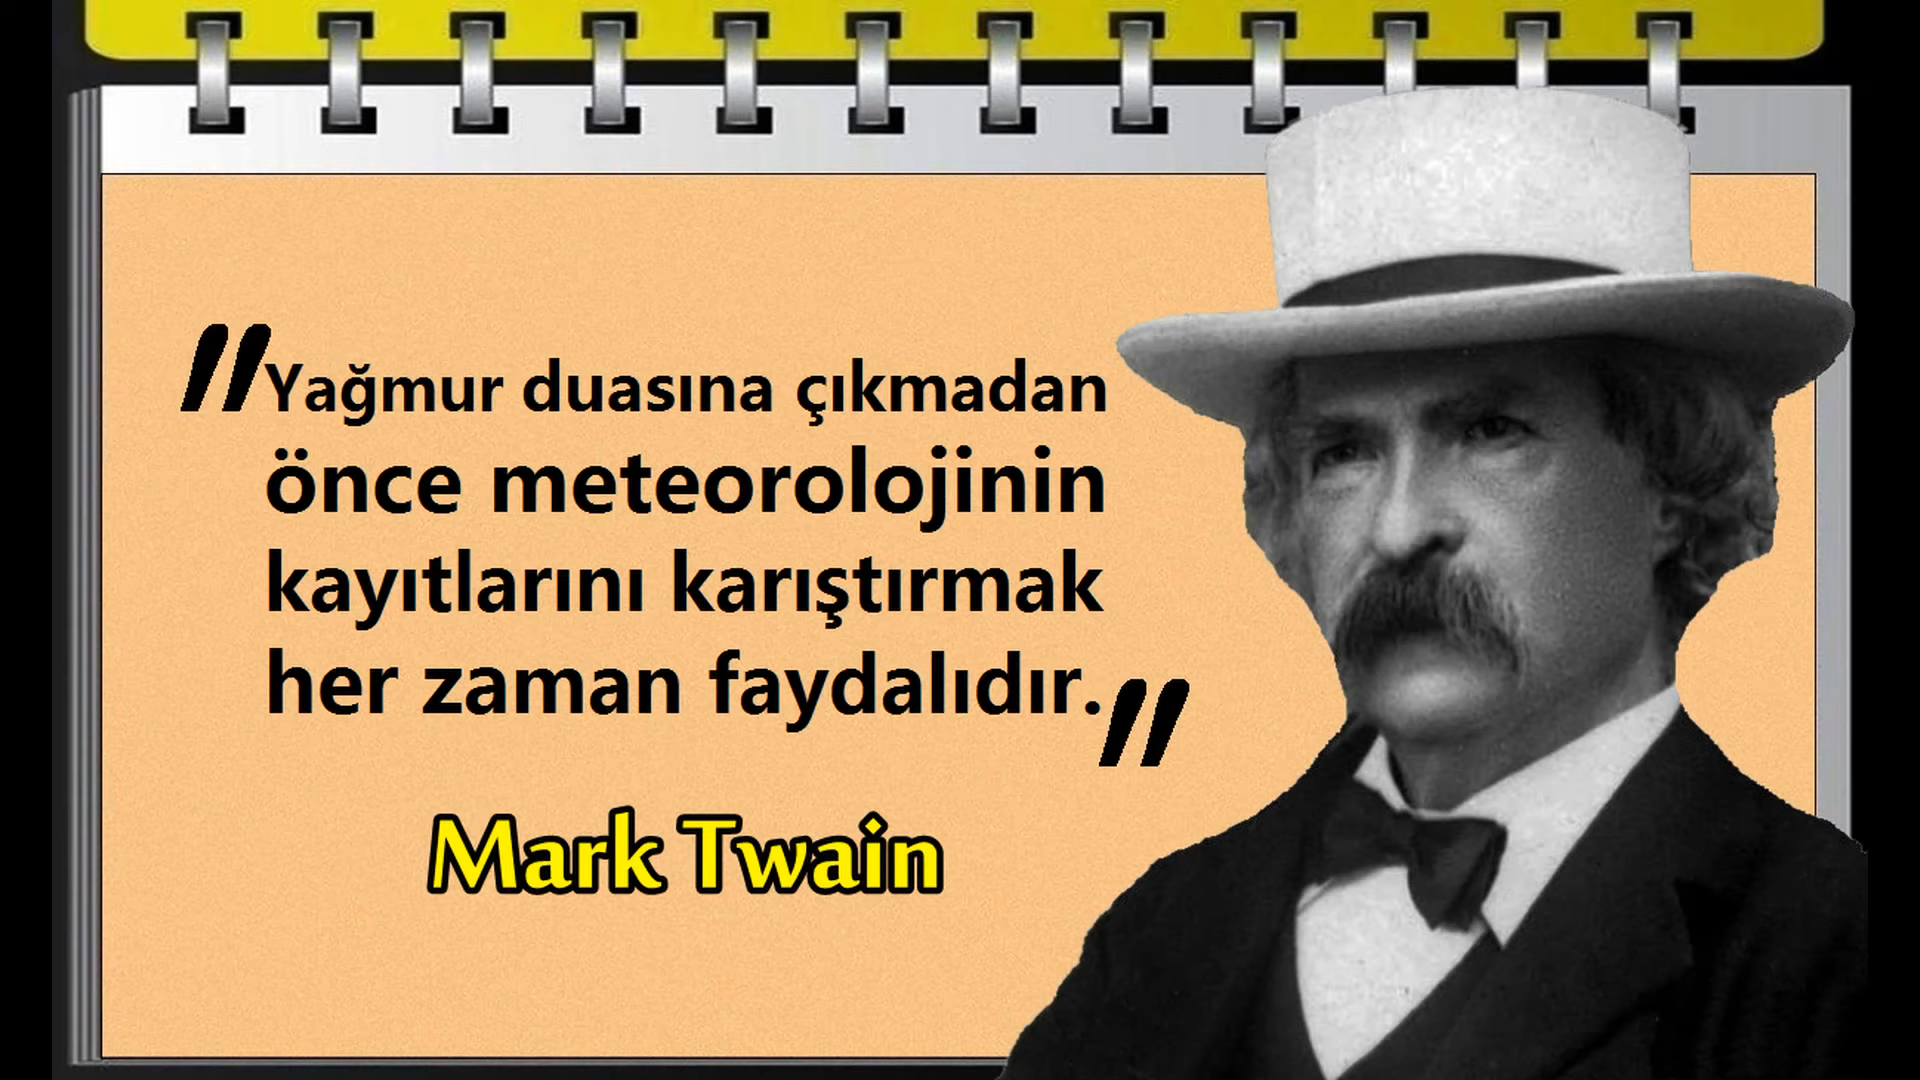 "Yağmur duasına çıkmadan
önce meteorolojinin
kayıtlarını karıştırmak
her zaman faydalıdır."
Mark Twain